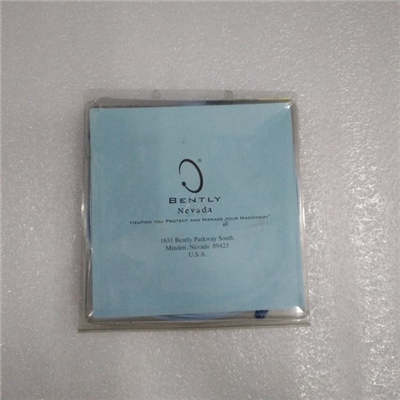 BENTLY
Nevada
HELPING YOU PROTECT AND MANAGE YOUR MACHINERY
1631 Bently Parkway South
Minden, Nevada 89423
U.S.A.